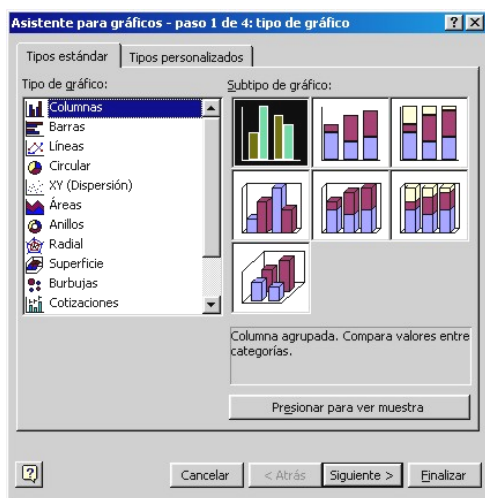 Asistente para gráficos - paso 1 de 4: tipo de gráfico
Tipos estándar
Tipos personalizados
Tipo de gráfico:
Columnas
Barras
Líneas
Circular
XY (Dispersión)
Áreas
Anillos
Radial
Superficie
Burbujas
Cotizaciones
Subtipo de gráfico:
Columna agrupada. Compara valores entre
categorías.
Presionar para ver muestra
Cancelar
< Atrás
Siguiente >
Finalizar